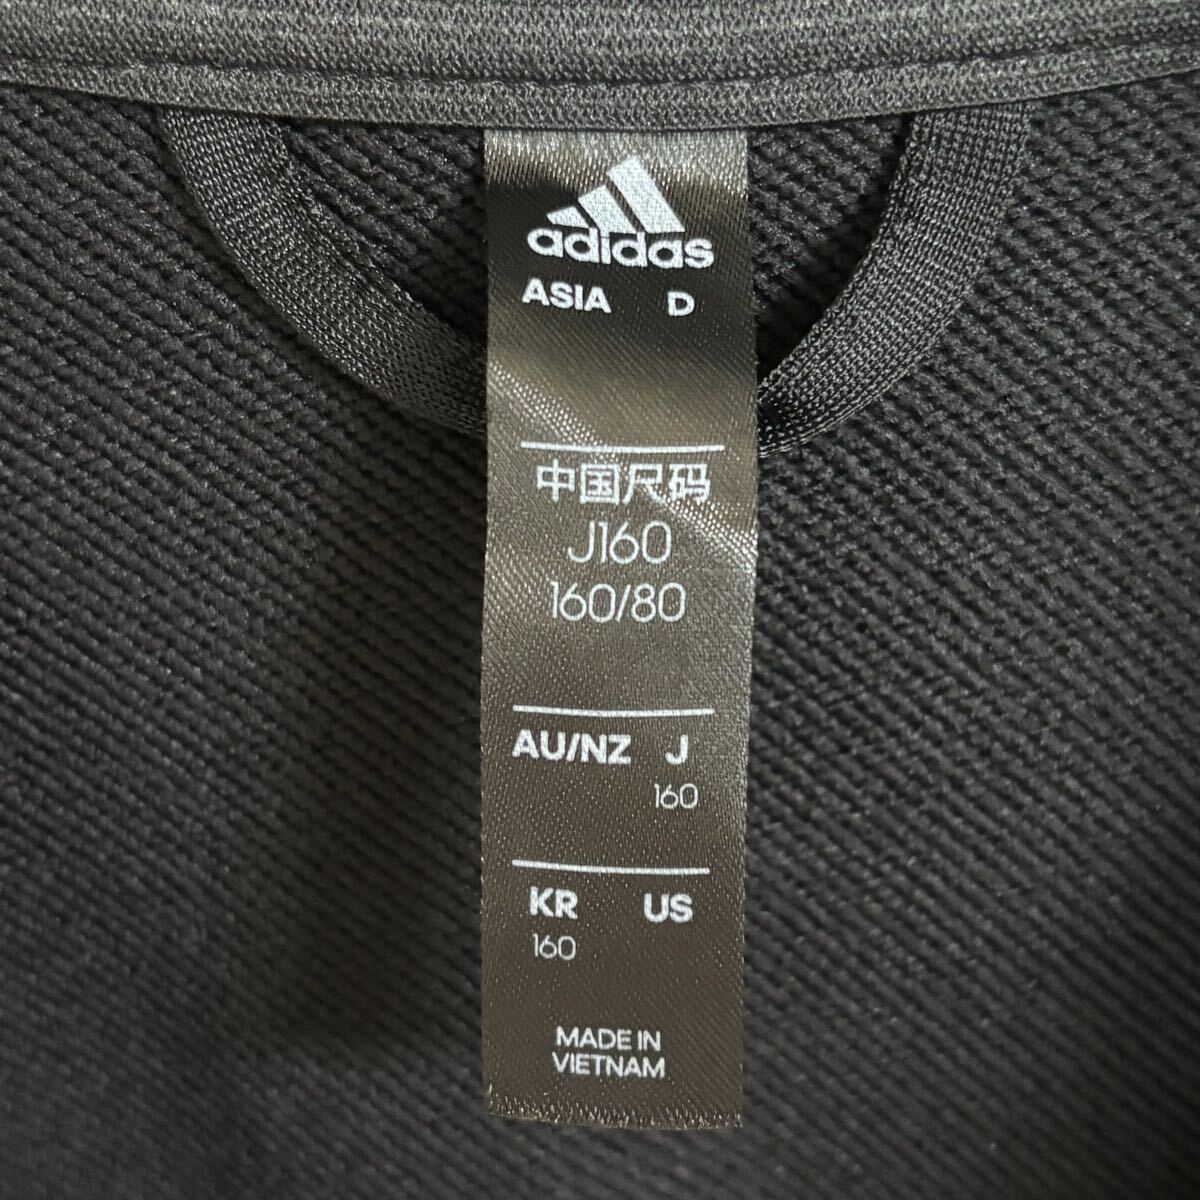 adidas
ASIA D
中国尺码
J160
160/80
AU/NZ J
160
KR US
160
MADE IN
VIETNAM